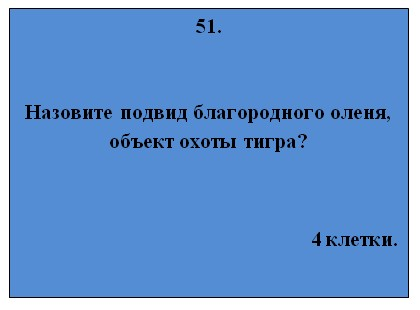 51.
Назовите подвид благородного оленя,
объект охоты тигра?
4 клетки.